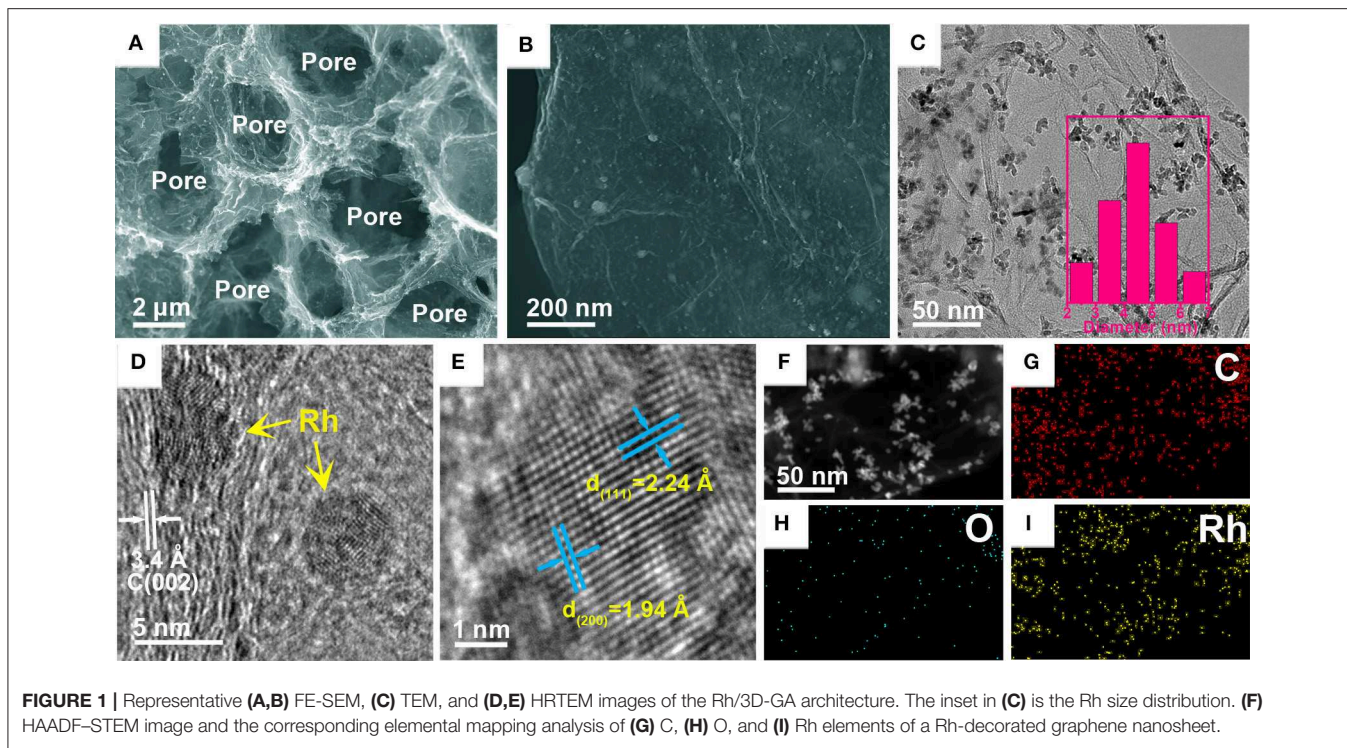 A
Pore
Pore
Pore
Pore
Pore
Pore
2 µm
B
200 nm
C
50 nm
2 3 4 5 6 7
Diameter (nm)
D
Rh
3.4 Å
C(002)
5 nm
E
d(111)=2.24 Å
d(200)=1.94 Å
1 nm
F
50 nm
G
C
H
O
I
Rh
FIGURE 1 | Representative (A,B) FE-SEM, (C) TEM, and (D,E) HRTEM images of the Rh/3D-GA architecture. The inset in (C) is the Rh size distribution. (F)
HAADF–STEM image and the corresponding elemental mapping analysis of (G) C, (H) O, and (I) Rh elements of a Rh-decorated graphene nanosheet.